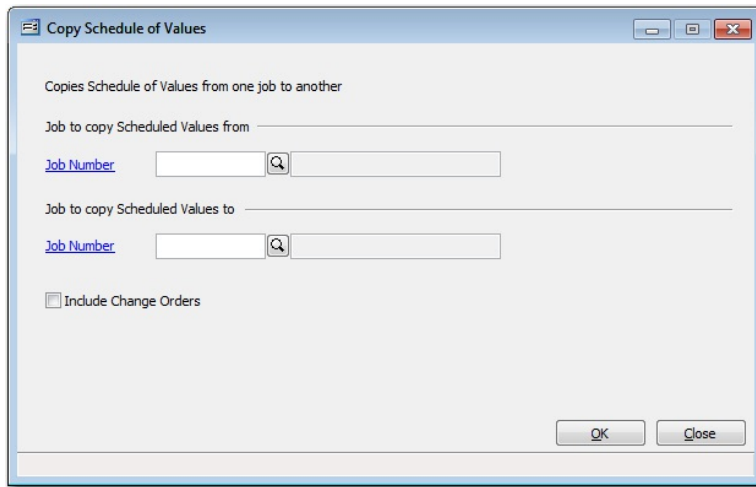 Copy Schedule of Values
Copies Schedule of Values from one job to another
Job to copy Scheduled Values from
Job Number
Job to copy Scheduled Values to
Job Number
Include Change Orders
OK Close